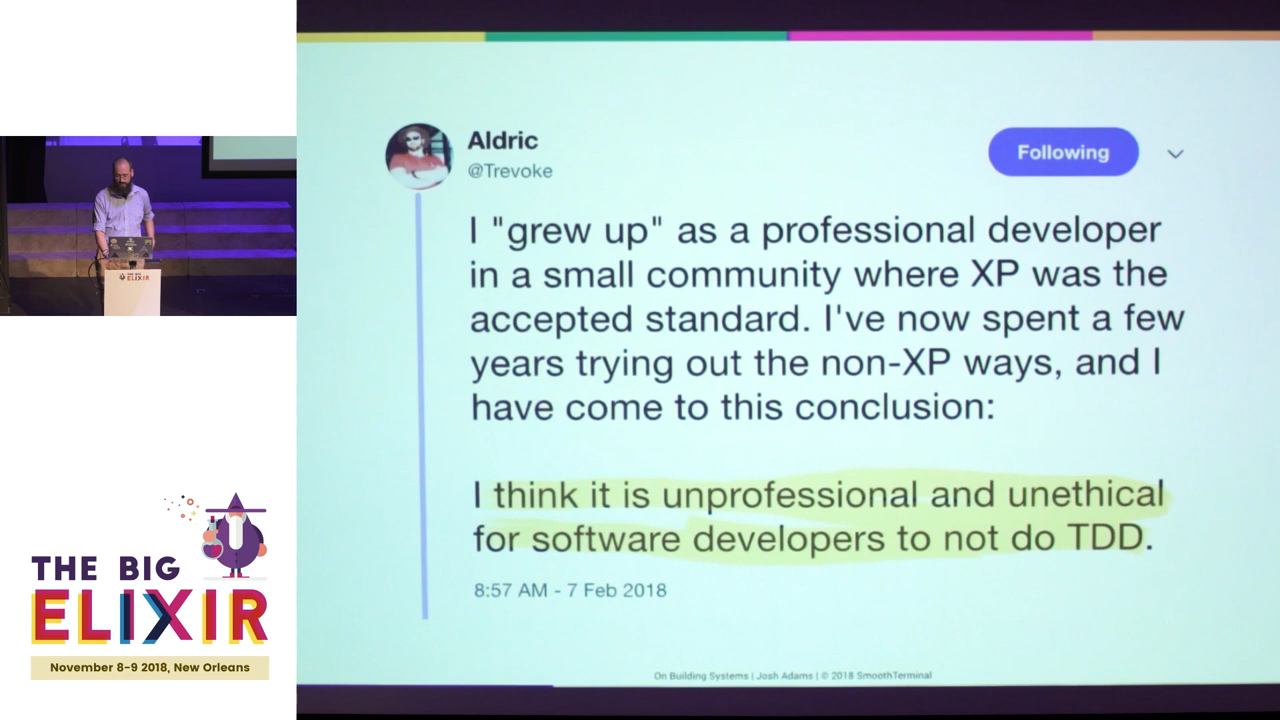 Aldric
@Trevoke
Following
I "grew up" as a professional developer
in a small community where XP was the
accepted standard. I've now spent a few
years trying out the non-XP ways, and I
have come to this conclusion:
I think it is unprofessional and unethical
for software developers to not do TDD.
8:57 AM - 7 Feb 2018
On Building Systems | Josh Adams | © 2018 SmoothTerminal
THE BIG
ELIXIR
THE BIG
ELIXIR
November 8-9 2018, New Orleans